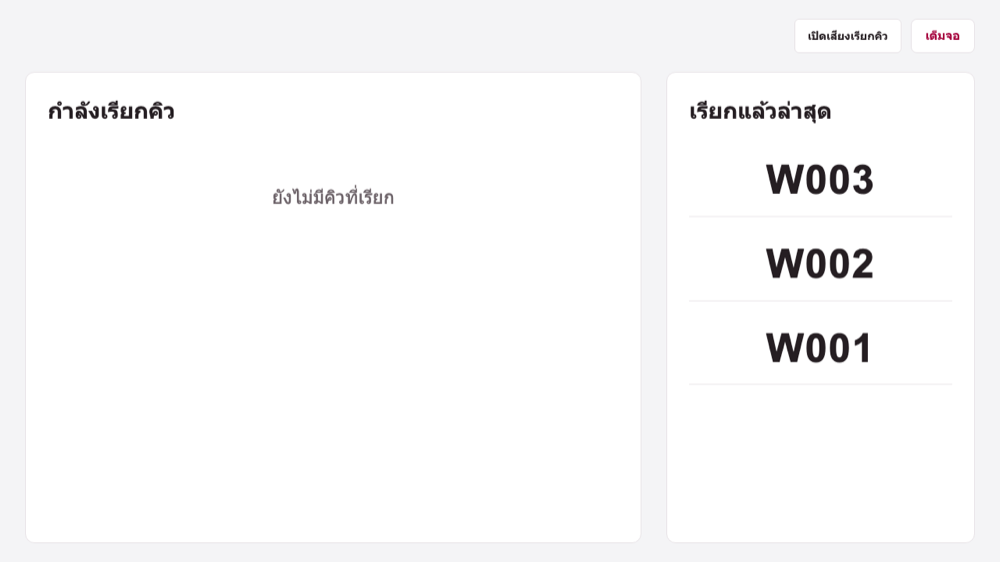 เปิดเสียงเรียกคิว
เต็มจอ
กำลังเรียกคิว
ยังไม่มีคิวที่เรียก
เรียกแล้วล่าสุด
W003
W002
W001